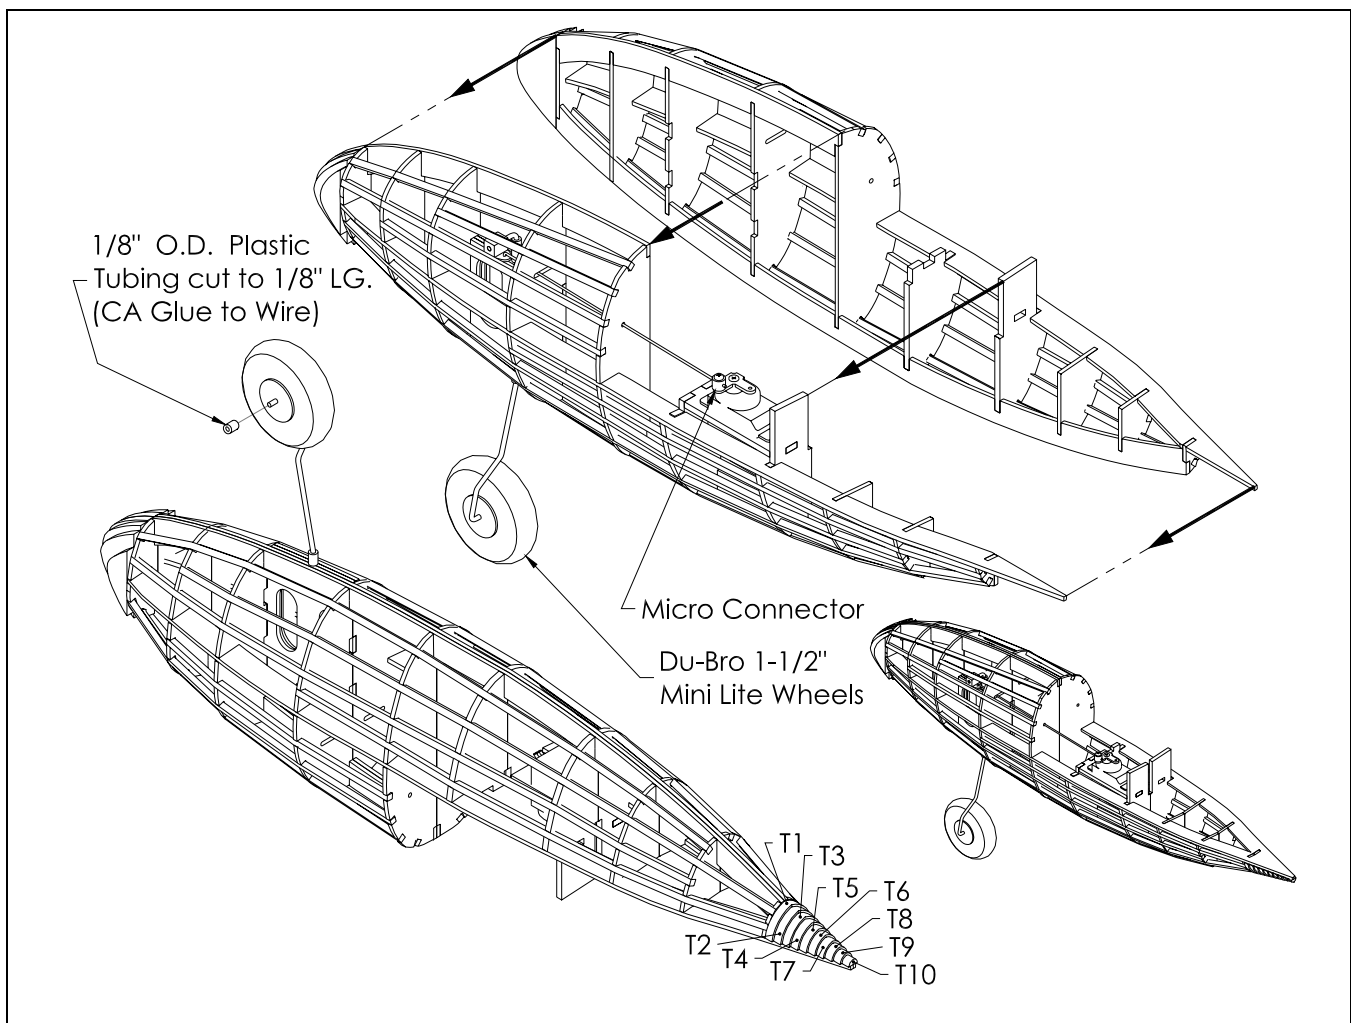 1/8" O.D. Plastic
Tubing cut to 1/8" LG.
(CA Glue to Wire)
Micro Connector
Du-Bro 1-1/2"
Mini Lite Wheels
T1
T3
T5
T6
T8
T9
T10
T2
T4
T7